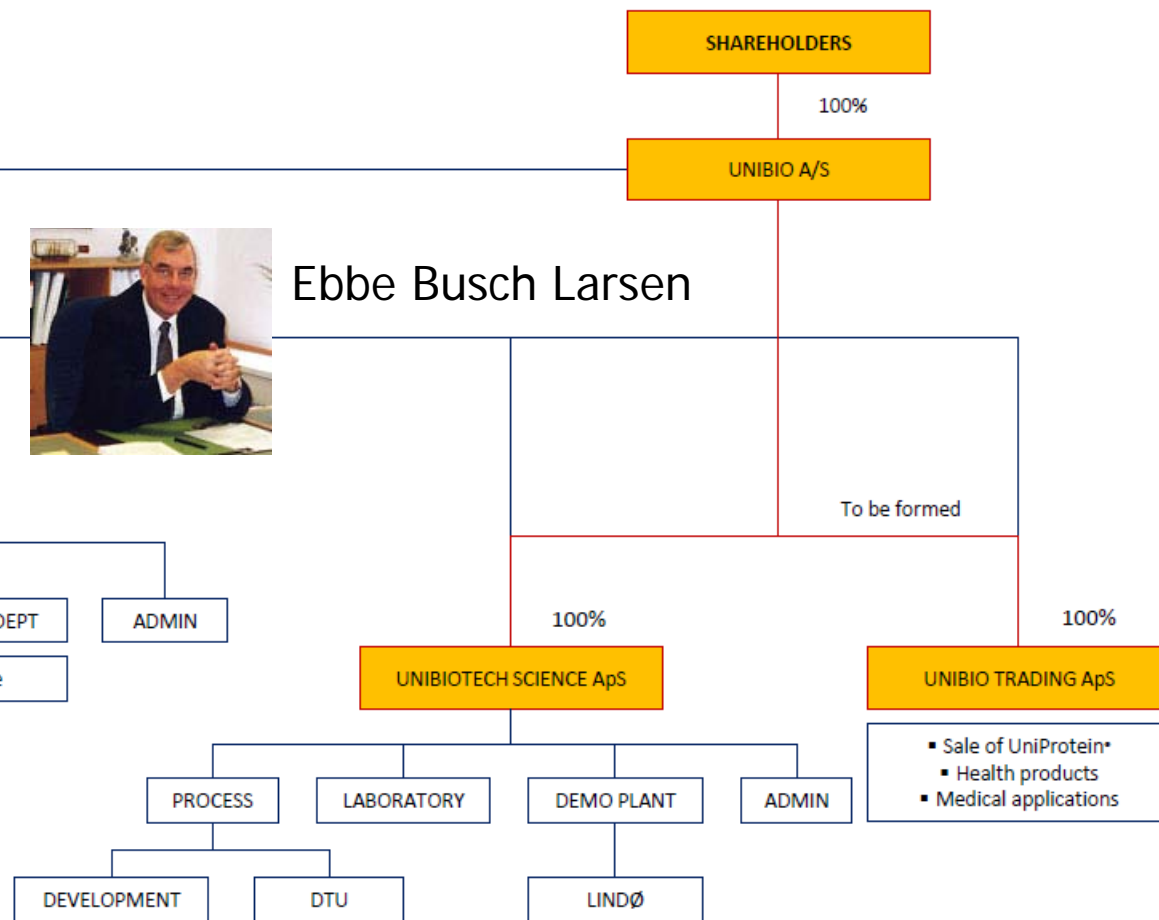 SHAREHOLDERS
100%
UNIBIO A/S
Ebbe Busch Larsen
To be formed
DEPT
ADMIN
100%
100%
e
UNIBIOTECH SCIENCE ApS
UNIBIO TRADING ApS
▪ Sale of UniProtein•
▪ Health products
▪ Medical applications
PROCESS
LABORATORY
DEMO PLANT
ADMIN
DEVELOPMENT
DTU
LINDØ